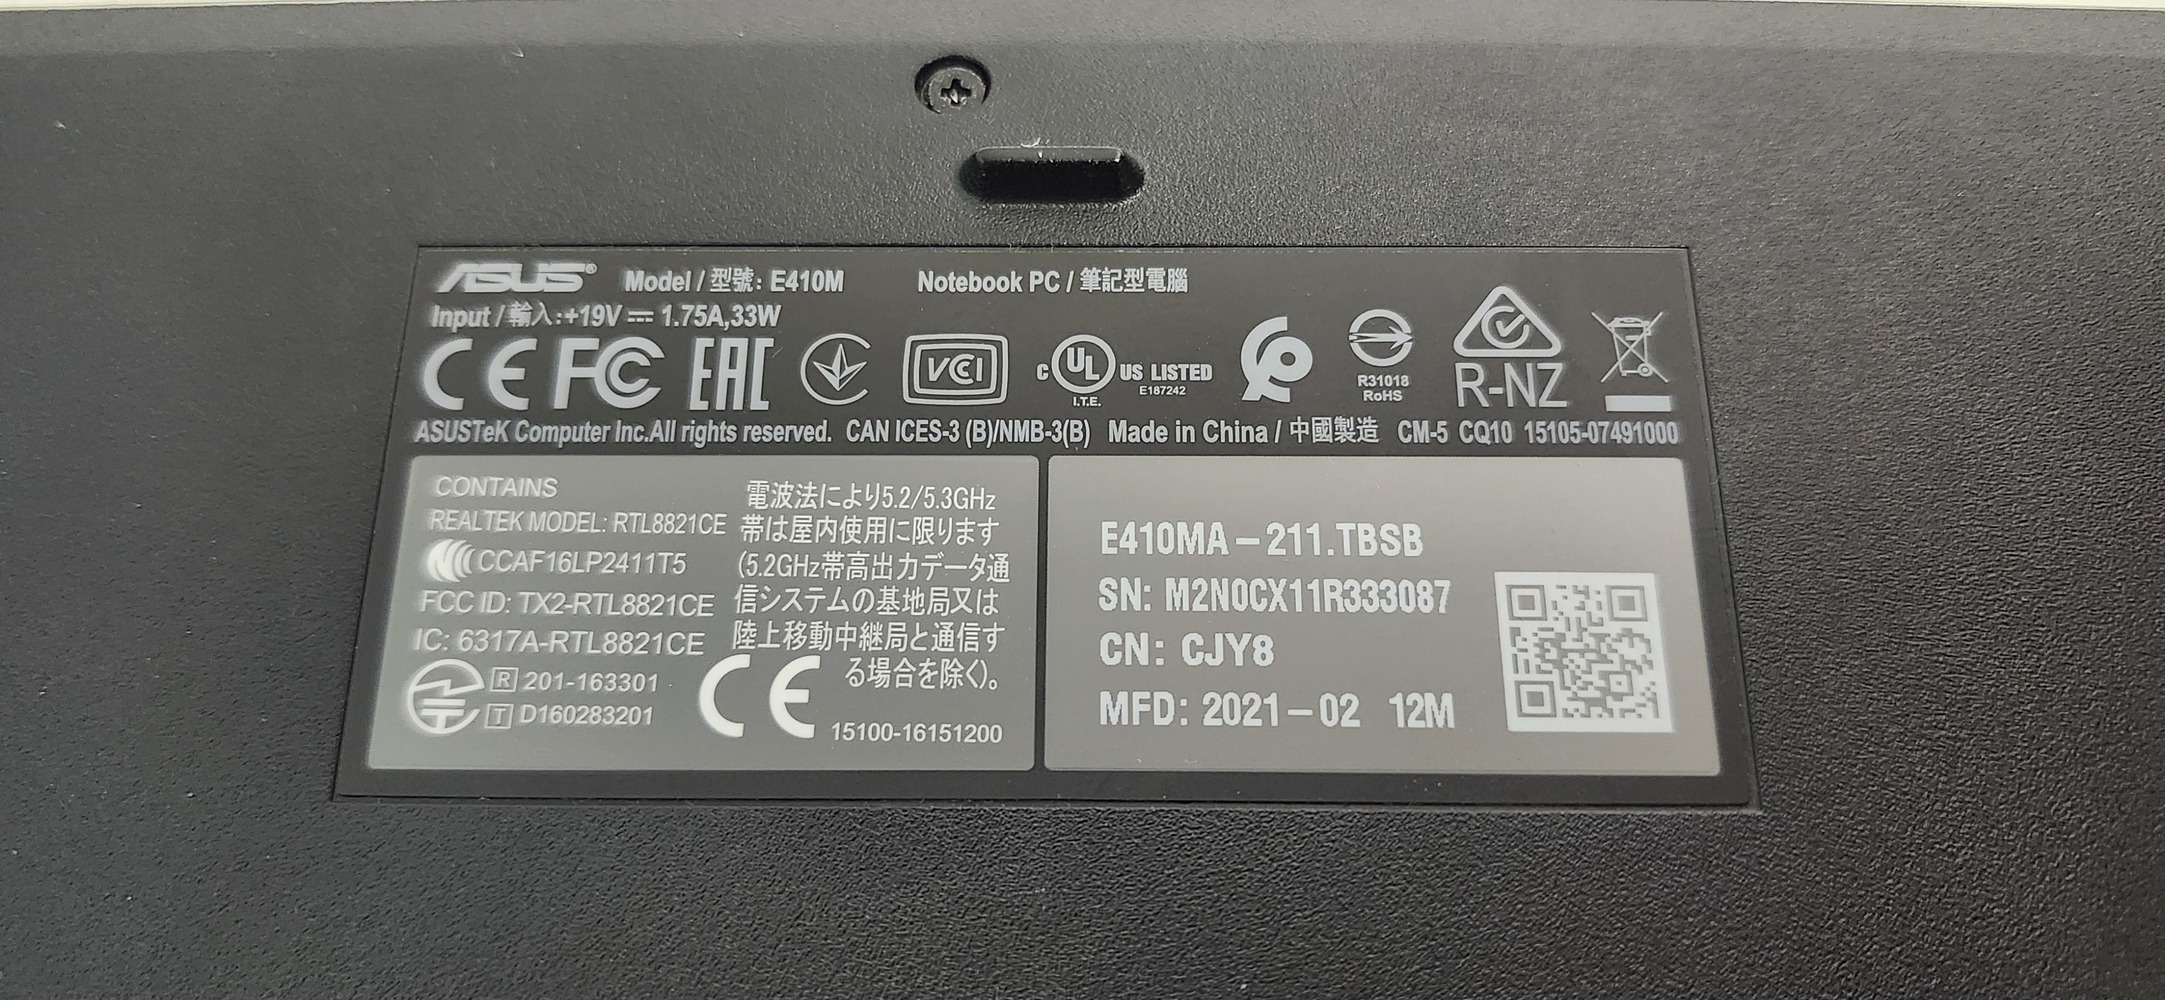 ASUS® Model / 型號: E410M Notebook PC / 筆記型電腦
Input / 輸入:+19V ⎓ 1.75A,33W
CE FC EAC VCCI C UL US LISTED
I.T.E. E187242
R31018
RoHS
R-NZ
ASUSTeK Computer Inc.All rights reserved. CAN ICES-3 (B)/NMB-3(B) Made in China / 中國製造 CM-5 CQ10 15105-07491000
CONTAINS
REALTEK MODEL: RTL8821CE
CCAF16LP2411T5
FCC ID: TX2-RTL8821CE
IC: 6317A-RTL8821CE
R 201-163301
T D160283201
電波法により5.2/5.3GHz
帯は屋内使用に限ります
(5.2GHz帯高出力データ通
信システムの基地局又は
陸上移動中継局と通信す
る場合を除く)。
CE
15100-16151200
E410MA-211.TBSB
SN: M2N0CX11R333087
CN: CJY8
MFD: 2021-02 12M